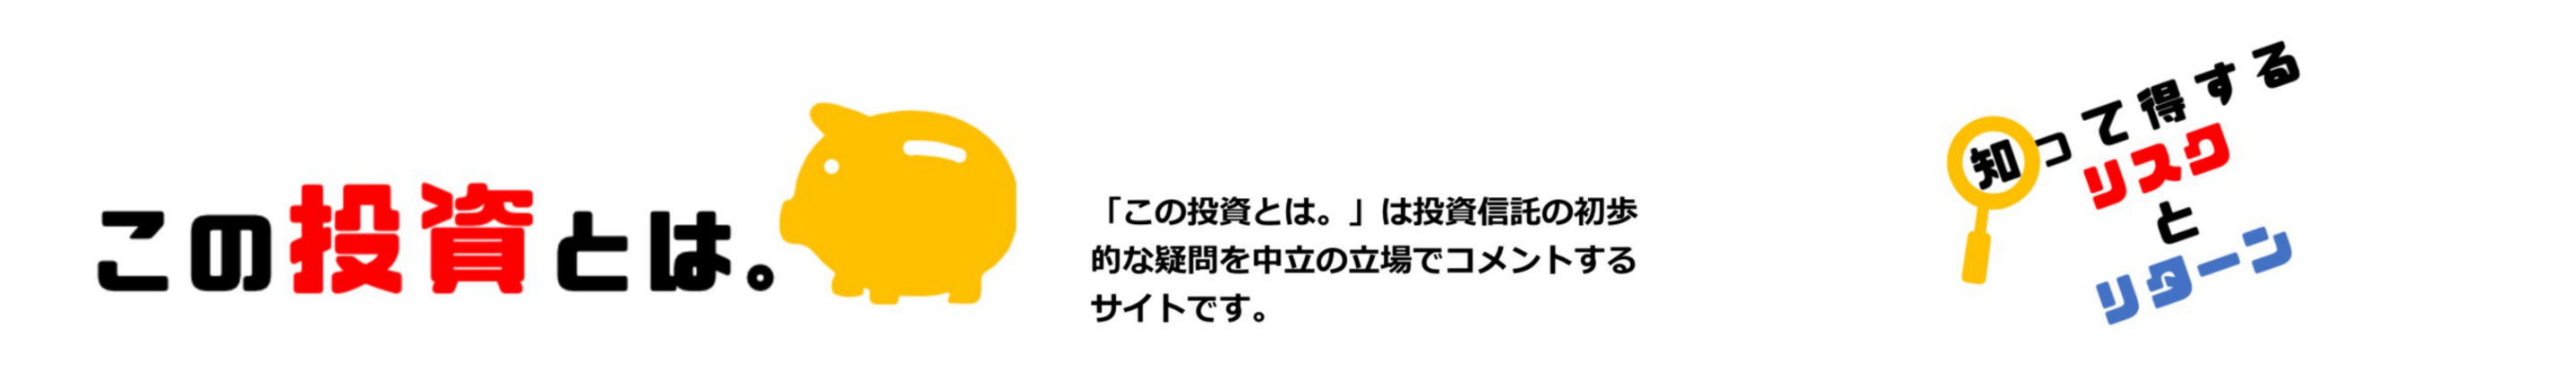 この投資とは。
「この投資とは。」は投資信託の初歩
的な疑問を中立の立場でコメントする
サイトです。
知って得する
リスク
と
リターン